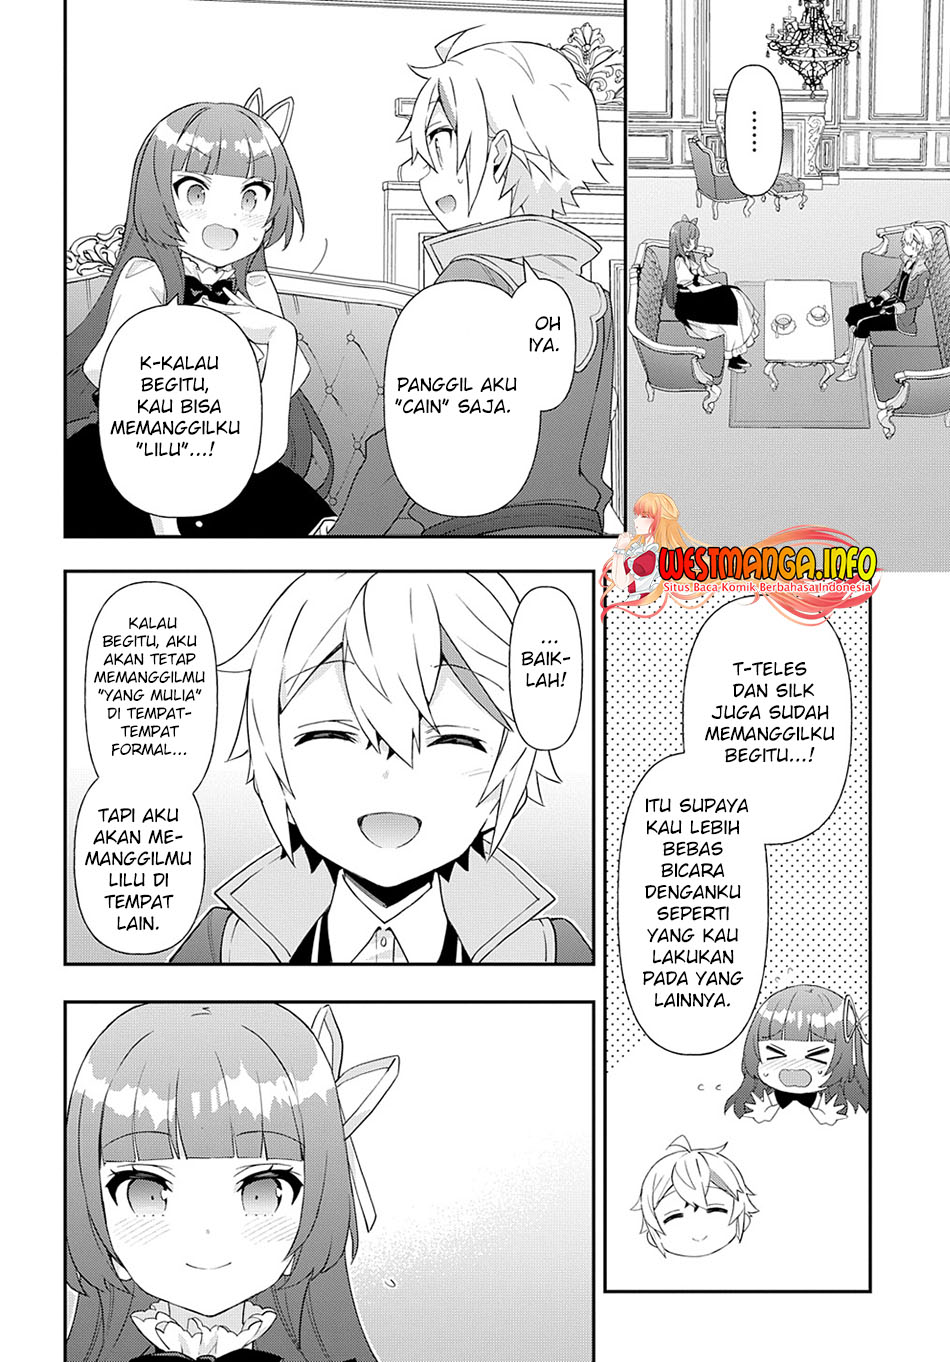 ......
OH
IYA.
PANGGIL AKU
"CAIN" SAJA.
K-KALAU
BEGITU,
KAU BISA
MEMANGGILKU
"LILU"...!
WESTMANGA.INFO
Situs Baca Komik Berbahasa Indonesia
T-TELES
DAN SILK
JUGA SUDAH
MEMANGGILKU
BEGITU...!
ITU SUPAYA
KAU LEBIH
BEBAS
BICARA
DENGANKU
SEPERTI
YANG KAU
LAKUKAN
PADA YANG
LAINNYA.
...
BAIK-
LAH!
KALAU
BEGITU, AKU
AKAN TETAP
MEMANGGILMU
"YANG MULIA"
DI TEMPAT-
TEMPAT
FORMAL...
TAPI AKU
AKAN ME-
MANGGILMU
LILU DI
TEMPAT
LAIN.